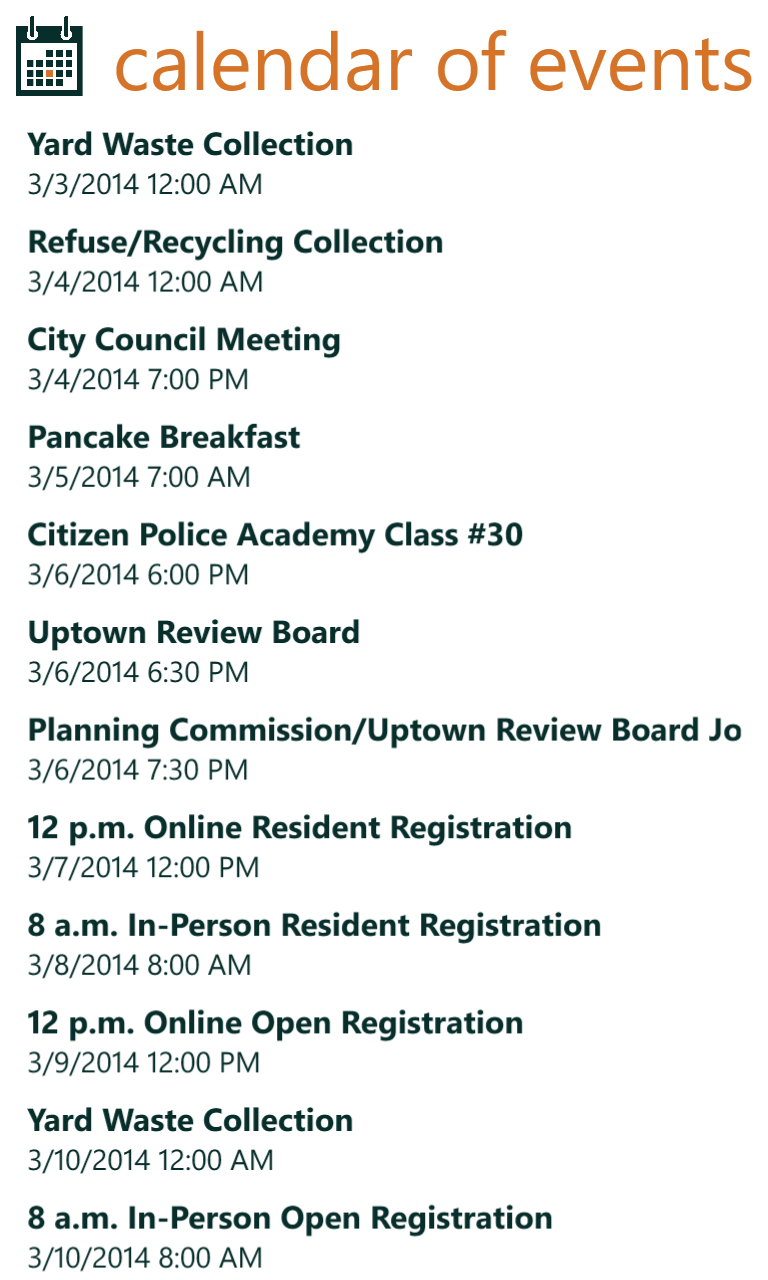 calendar of events
Yard Waste Collection
3/3/2014 12:00 AM
Refuse/Recycling Collection
3/4/2014 12:00 AM
City Council Meeting
3/4/2014 7:00 PM
Pancake Breakfast
3/5/2014 7:00 AM
Citizen Police Academy Class #30
3/6/2014 6:00 PM
Uptown Review Board
3/6/2014 6:30 PM
Planning Commission/Uptown Review Board Jo
3/6/2014 7:30 PM
12 p.m. Online Resident Registration
3/7/2014 12:00 PM
8 a.m. In-Person Resident Registration
3/8/2014 8:00 AM
12 p.m. Online Open Registration
3/9/2014 12:00 PM
Yard Waste Collection
3/10/2014 12:00 AM
8 a.m. In-Person Open Registration
3/10/2014 8:00 AM